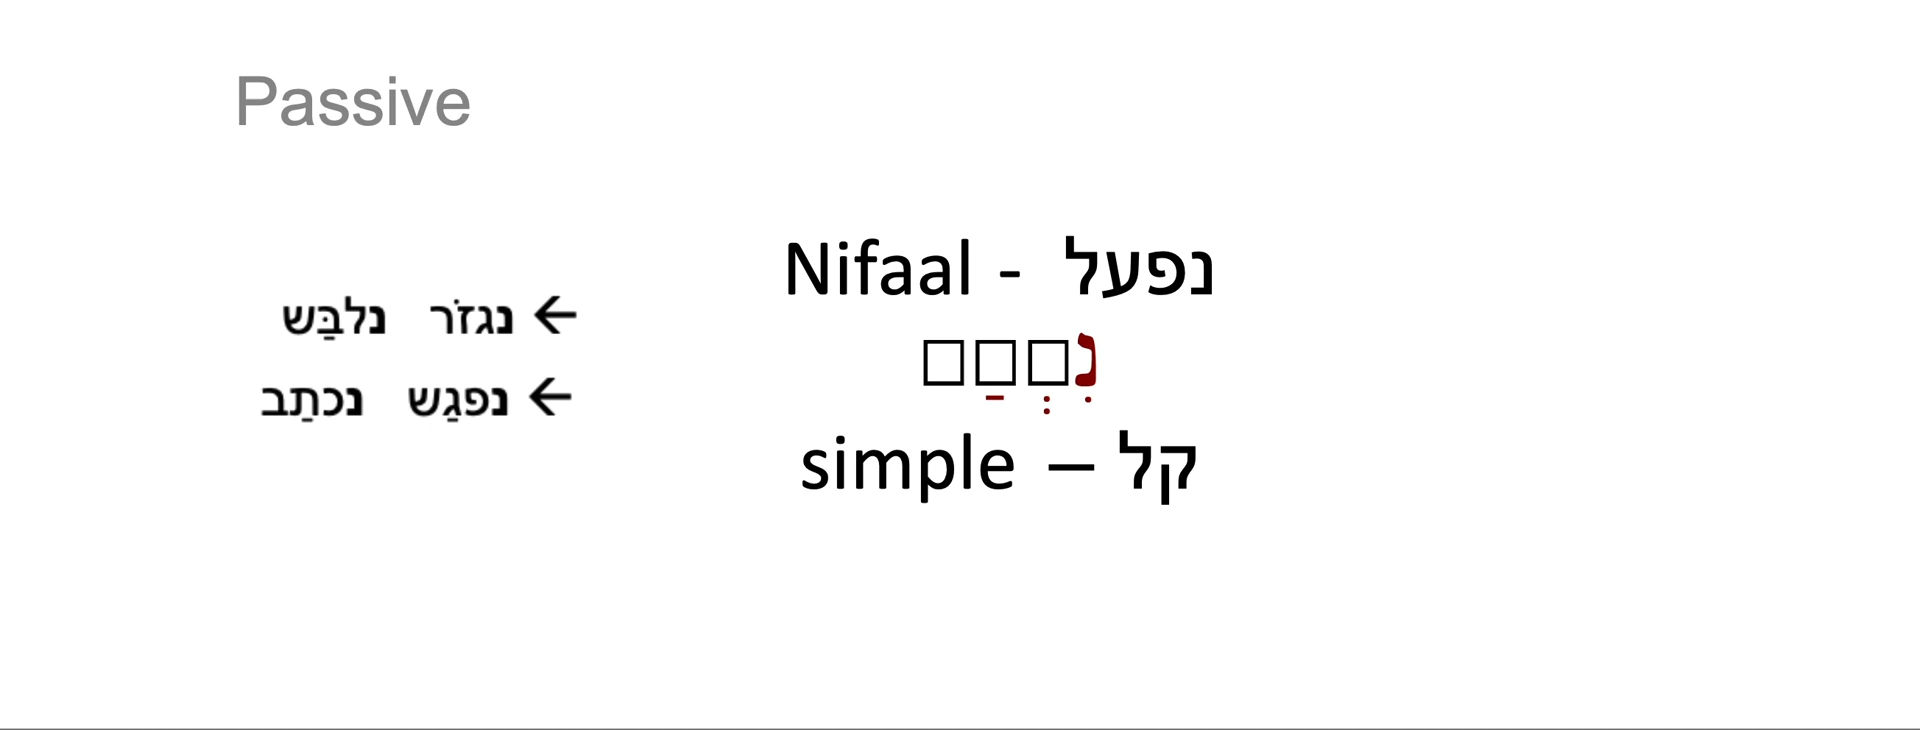 Passive
נפעל - Nifaal
נִ□ְ□ַ□
קל – simple
← נגזֹר נלבַּש
← נפגַש נכתַב